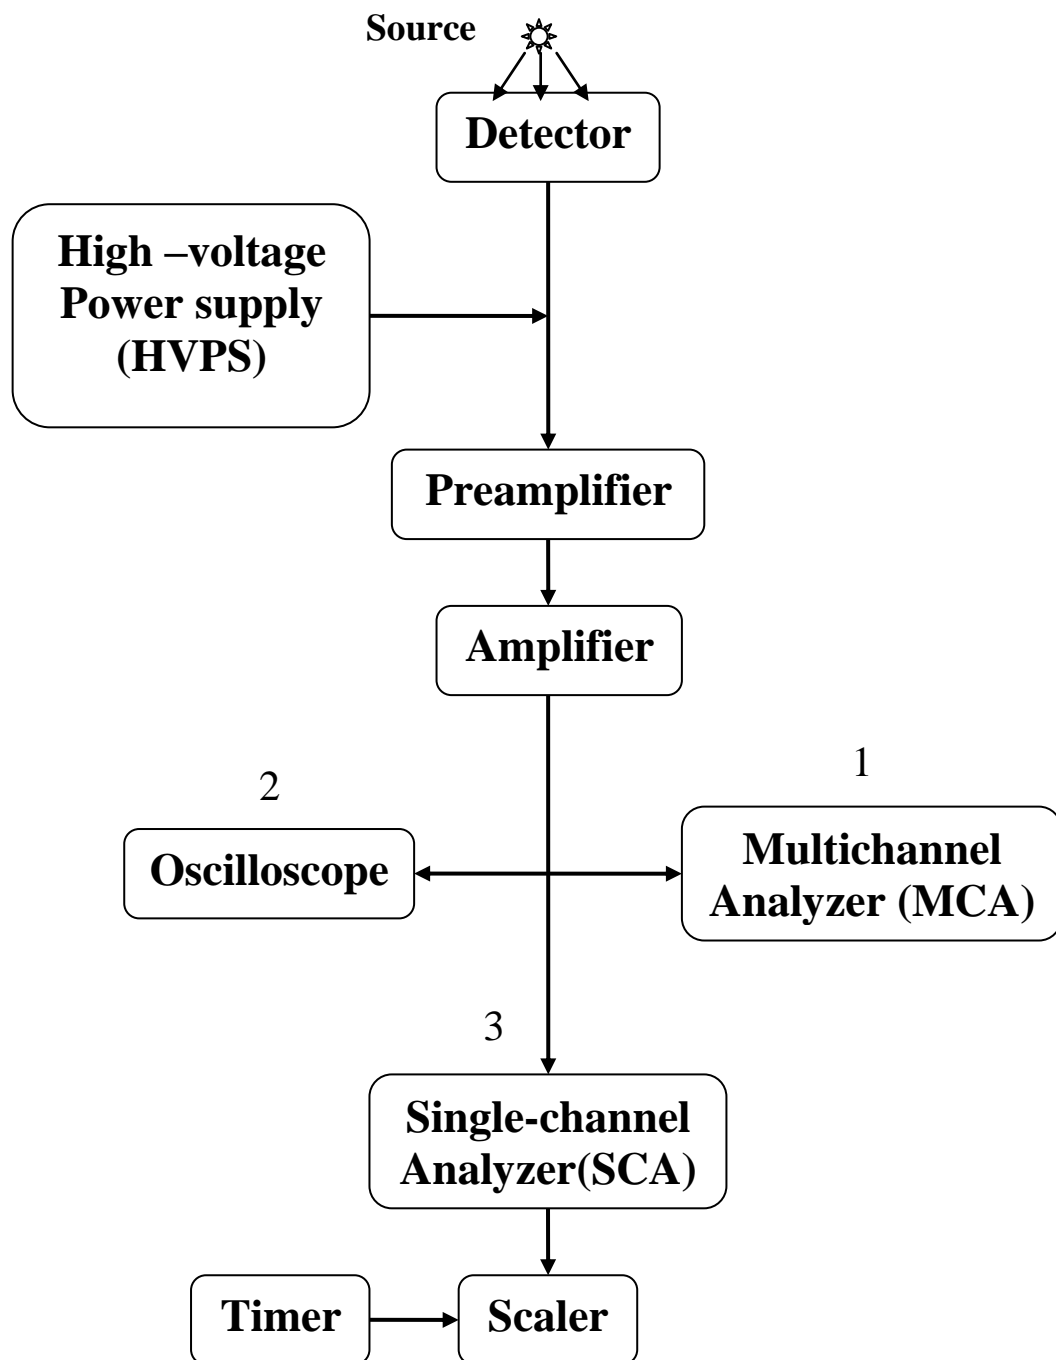 Source
Detector
High –voltage
Power supply
(HVPS)
Preamplifier
Amplifier
1
2
Oscilloscope
Multichannel
Analyzer (MCA)
3
Single-channel
Analyzer(SCA)
Timer
Scaler